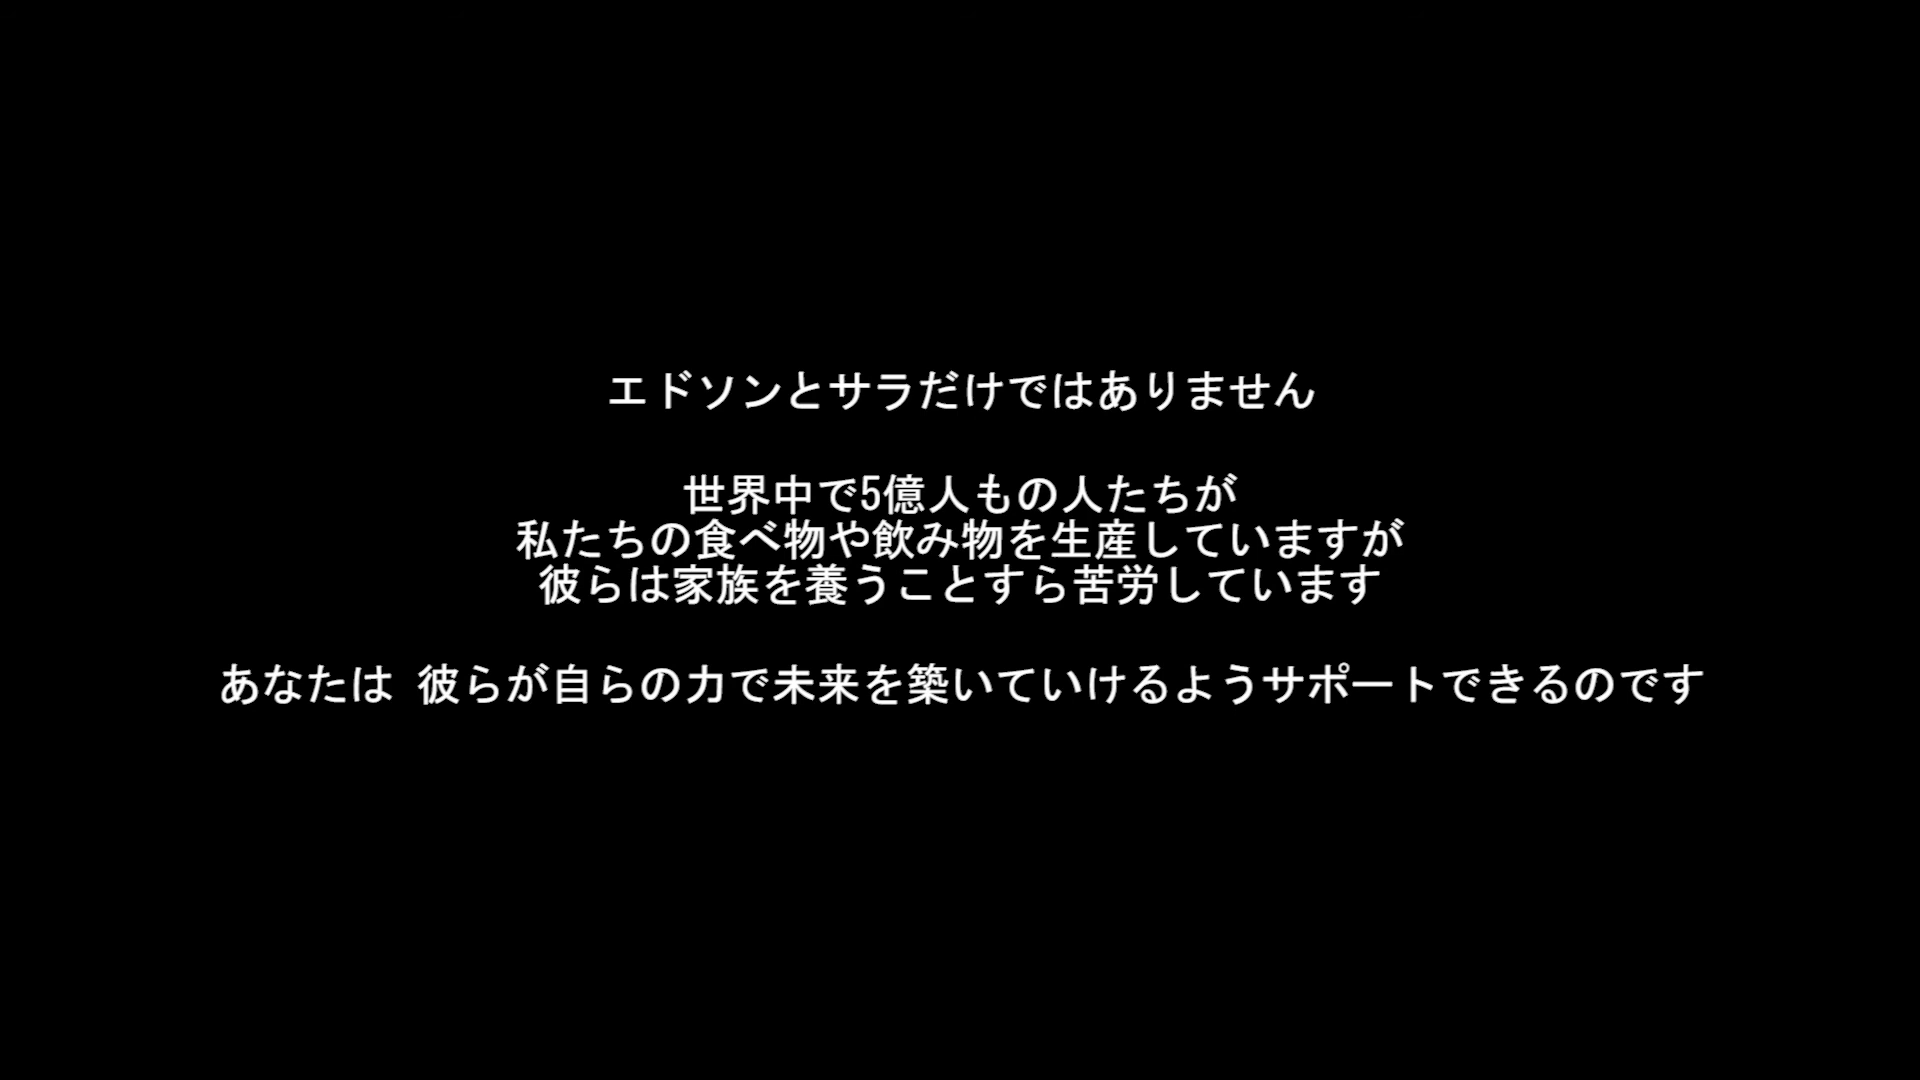 エドソンとサラだけではありません
世界中で5億人もの人たちが
私たちの食べ物や飲み物を生産していますが
彼らは家族を養うことすら苦労しています
あなたは 彼らが自らの力で未来を築いていけるようサポートできるのです